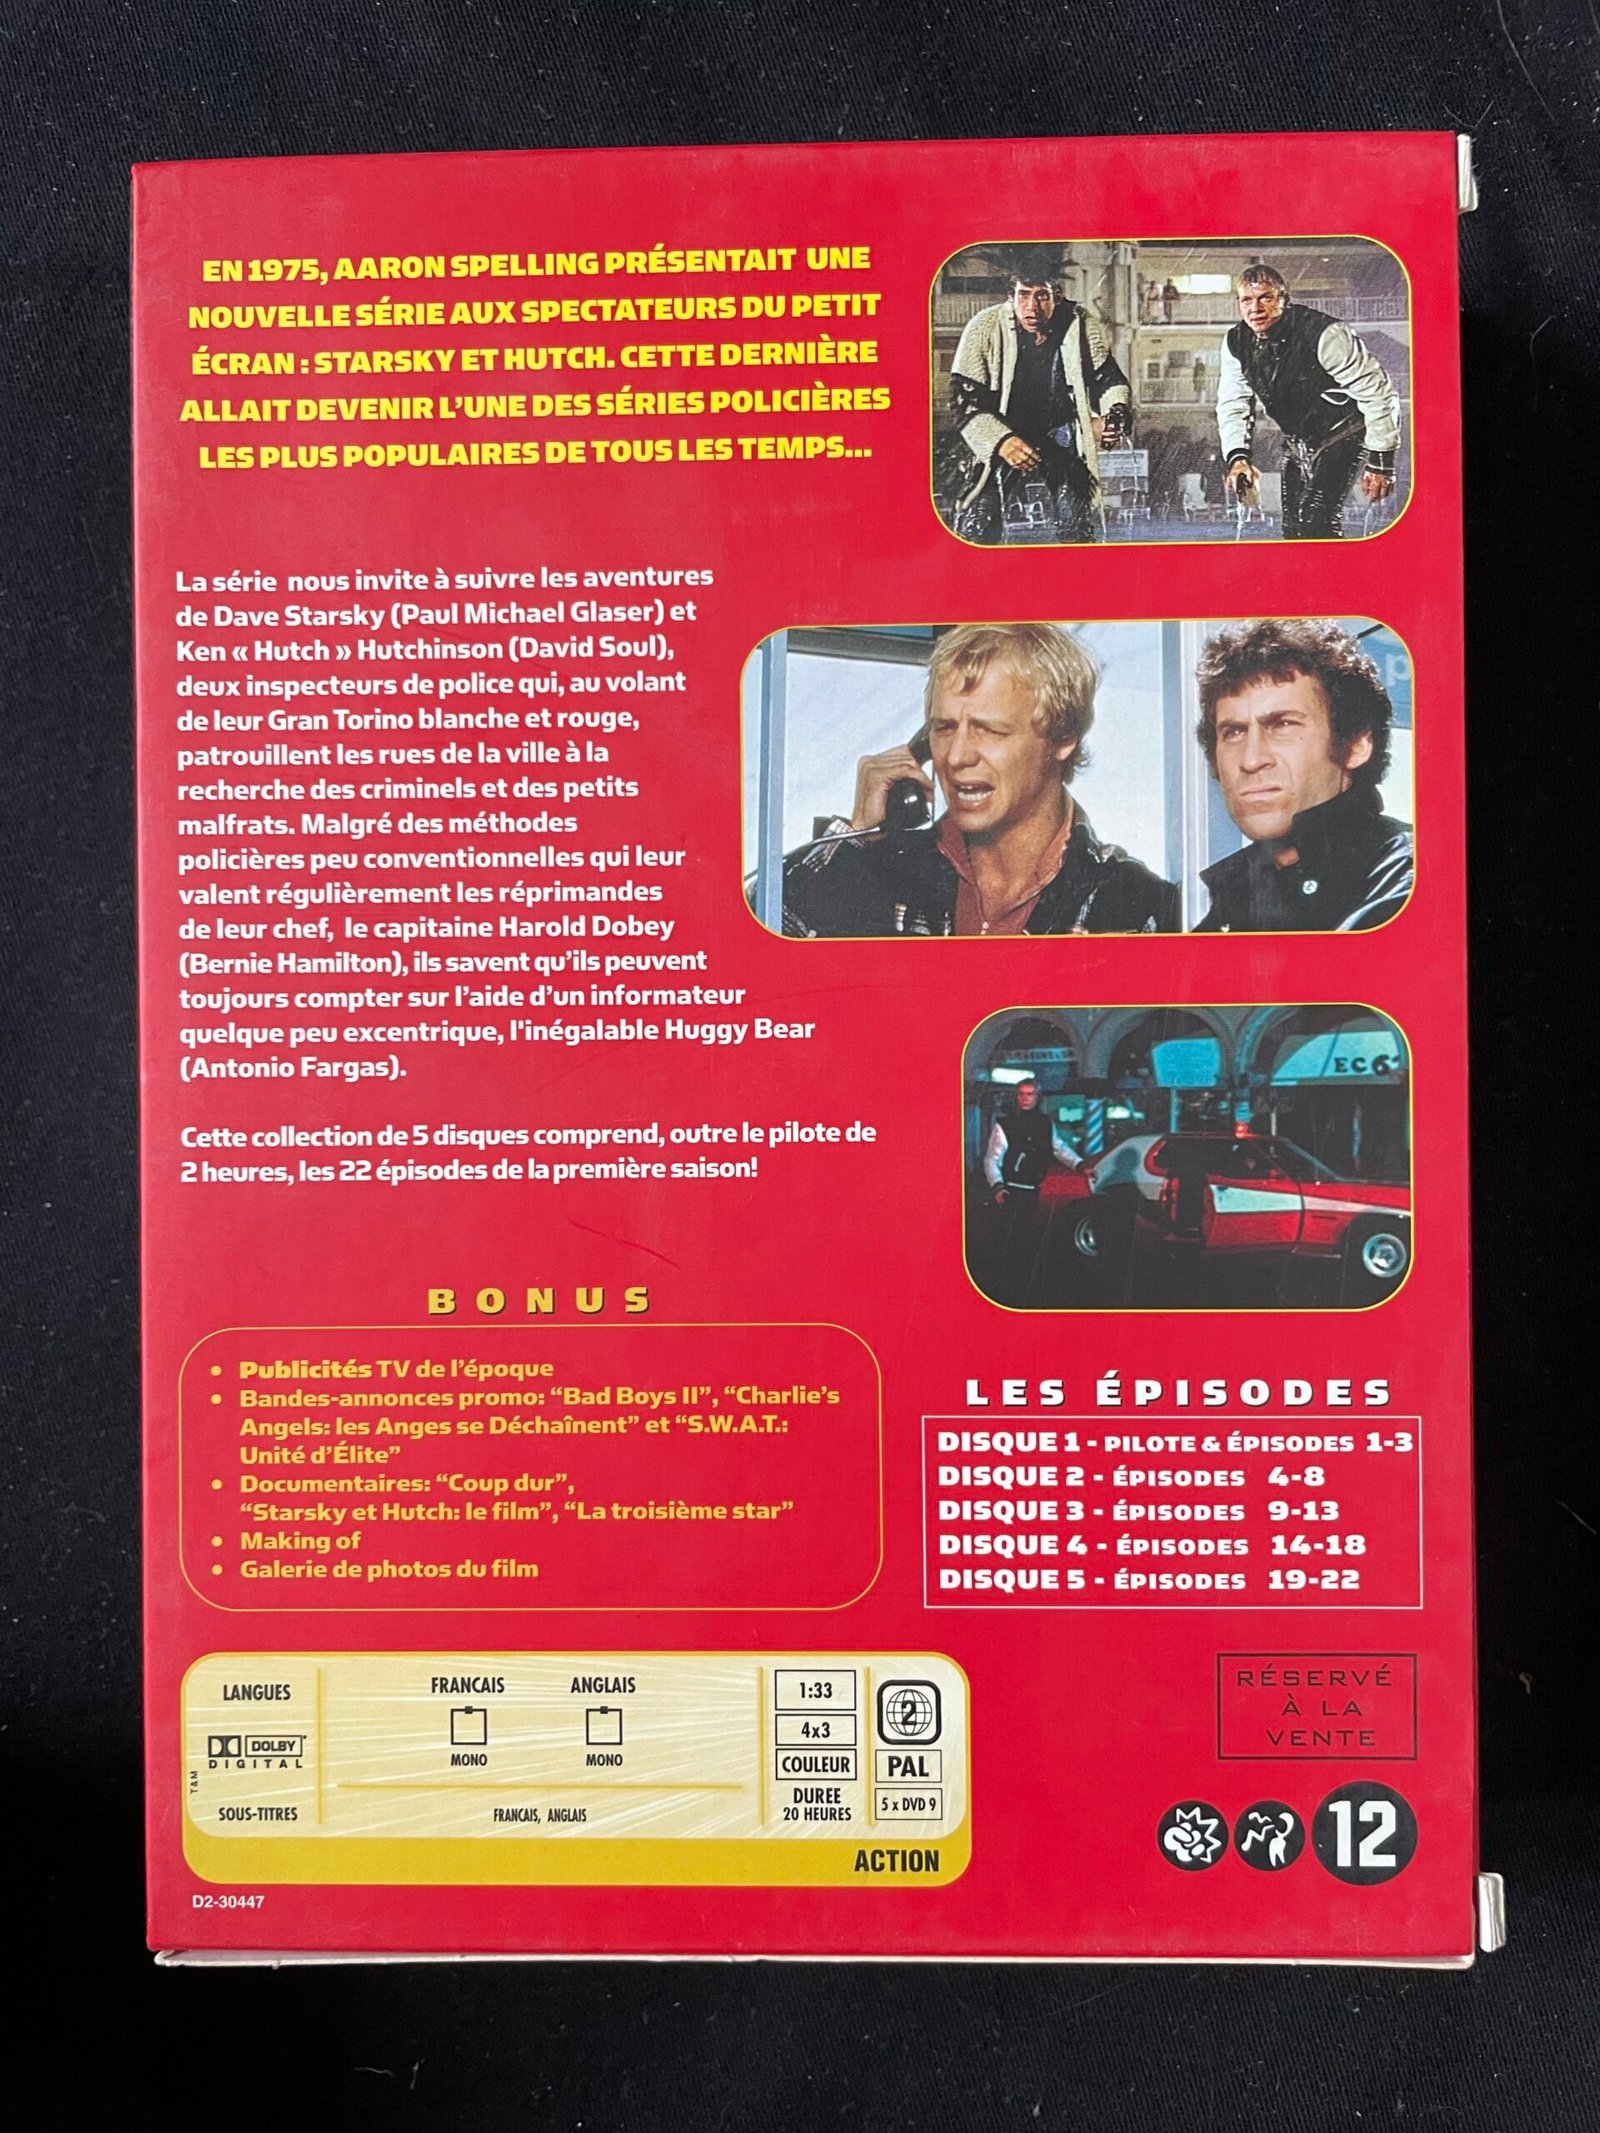 EN 1975, AARON SPELLING PRÉSENTAIT UNE
NOUVELLE SÉRIE AUX SPECTATEURS DU PETIT
ÉCRAN : STARSKY ET HUTCH. CETTE DERNIÈRE
ALLAIT DEVENIR L'UNE DES SÉRIES POLICIÈRES
LES PLUS POPULAIRES DE TOUS LES TEMPS...
La série nous invite à suivre les aventures
de Dave Starsky (Paul Michael Glaser) et
Ken « Hutch » Hutchinson (David Soul),
deux inspecteurs de police qui, au volant
de leur Gran Torino blanche et rouge,
patrouillent les rues de la ville à la
recherche des criminels et des petits
malfrats. Malgré des méthodes
policières peu conventionnelles qui leur
valent régulièrement les réprimandes
de leur chef, le capitaine Harold Dobey
(Bernie Hamilton), ils savent qu'ils peuvent
toujours compter sur l'aide d'un informateur
quelque peu excentrique, l'inégalable Huggy Bear
(Antonio Fargas).
Cette collection de 5 disques comprend, outre le pilote de
2 heures, les 22 épisodes de la première saison!
BONUS
• Publicités TV de l'époque
• Bandes-annonces promo: "Bad Boys II", "Charlie's
Angels: les Anges se Déchaînent" et "S.W.A.T.:
Unité d'Élite"
• Documentaires: "Coup dur",
"Starsky et Hutch: le film", "La troisième star"
• Making of
• Galerie de photos du film
LES ÉPISODES
DISQUE 1 - PILOTE & ÉPISODES 1-3
DISQUE 2 - ÉPISODES 4-8
DISQUE 3 - ÉPISODES 9-13
DISQUE 4 - ÉPISODES 14-18
DISQUE 5 - ÉPISODES 19-22
LANGUES
FRANCAIS
ANGLAIS
DOLBY
DIGITAL
T&M
MONO
MONO
SOUS-TITRES
FRANCAIS, ANGLAIS
1:33
4x3
COULEUR
DUREE
20 HEURES
2
PAL
5 x DVD 9
ACTION
RÉSERVÉ
À LA
VENTE
12
D2-30447